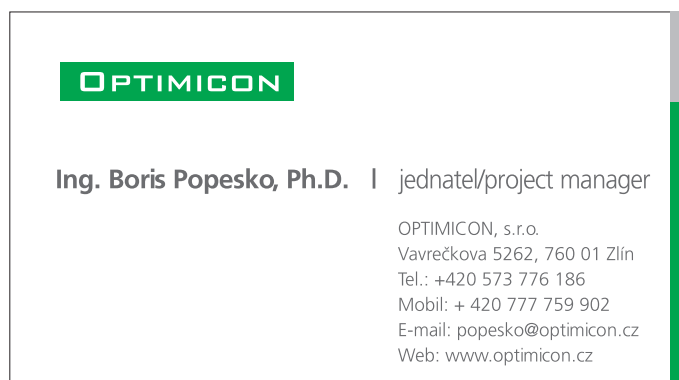 OPTIMICON
Ing. Boris Popesko, Ph.D. | jednatel/project manager
OPTIMICON, s.r.o.
Vavrečkova 5262, 760 01 Zlín
Tel.: +420 573 776 186
Mobil: + 420 777 759 902
E-mail: popesko@optimicon.cz
Web: www.optimicon.cz